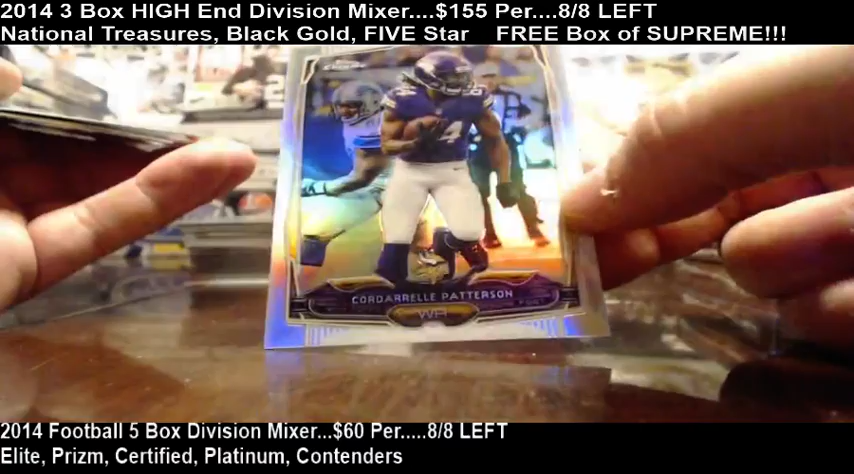 2014 3 Box HIGH End Division Mixer....$155 Per....8/8 LEFT
National Treasures, Black Gold, FIVE Star FREE Box of SUPREME!!!
CORDARRELLE PATTERSON
WR
2014 Football 5 Box Division Mixer...$60 Per.....8/8 LEFT
Elite, Prizm, Certified, Platinum, Contenders